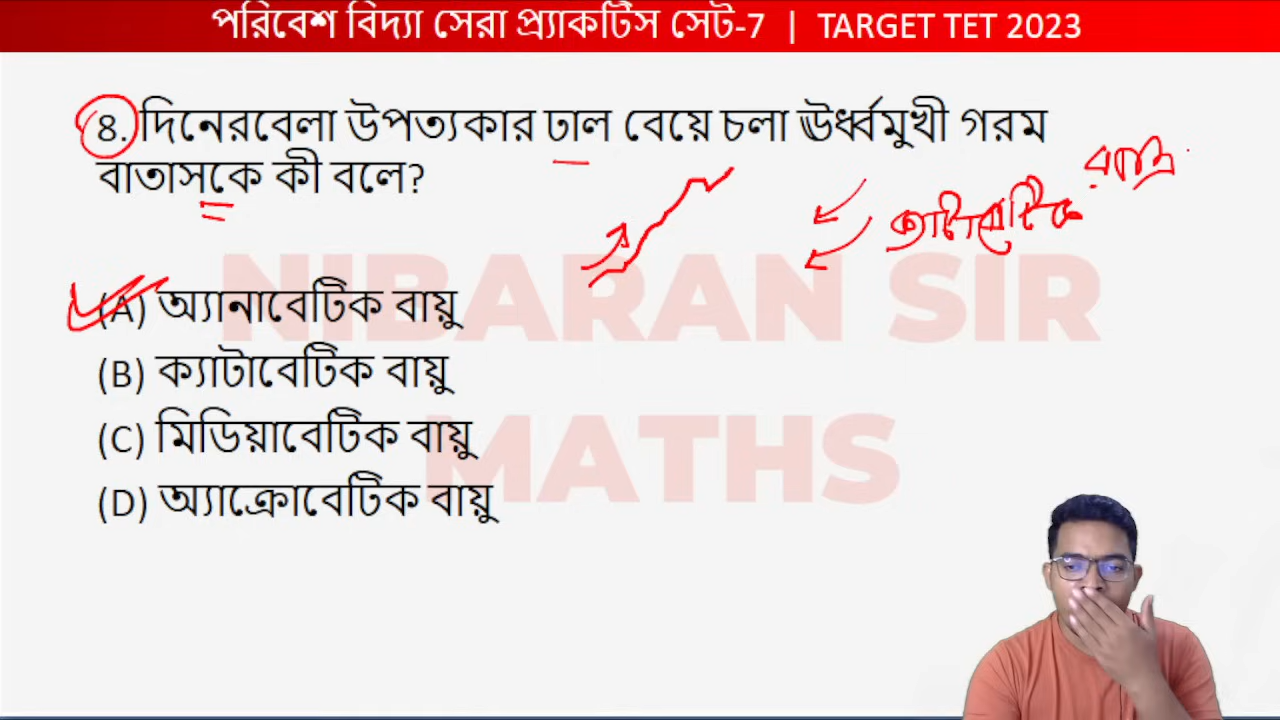 পরিবেশ বিদ্যা সেরা প্র্যাকটিস সেট-7 | TARGET TET 2023
8. দিনেরবেলা উপত্যকার ঢাল বেয়ে চলা ঊর্ধ্বমুখী গরম
বাতাসকে কী বলে?
রাত্রে
ক্যাটাবেটিক
(A) অ্যানাবেটিক বায়ু
(B) ক্যাটাবেটিক বায়ু
(C) মিডিয়াবেটিক বায়ু
(D) অ্যাক্রোবেটিক বায়ু
NIBARAN SIR
MATHS